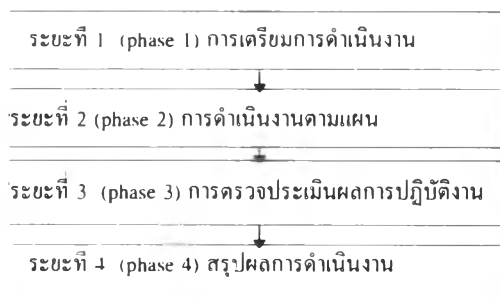 ระยะที่ 1 (phase 1) การเตรียมการดำเนินงาน
ระยะที่ 2 (phase 2) การดำเนินงานตามแผน
ระยะที่ 3 (phase 3) การตรวจประเมินผลการปฏิบัติงาน
ระยะที่ 4 (phase 4) สรุปผลการดำเนินงาน